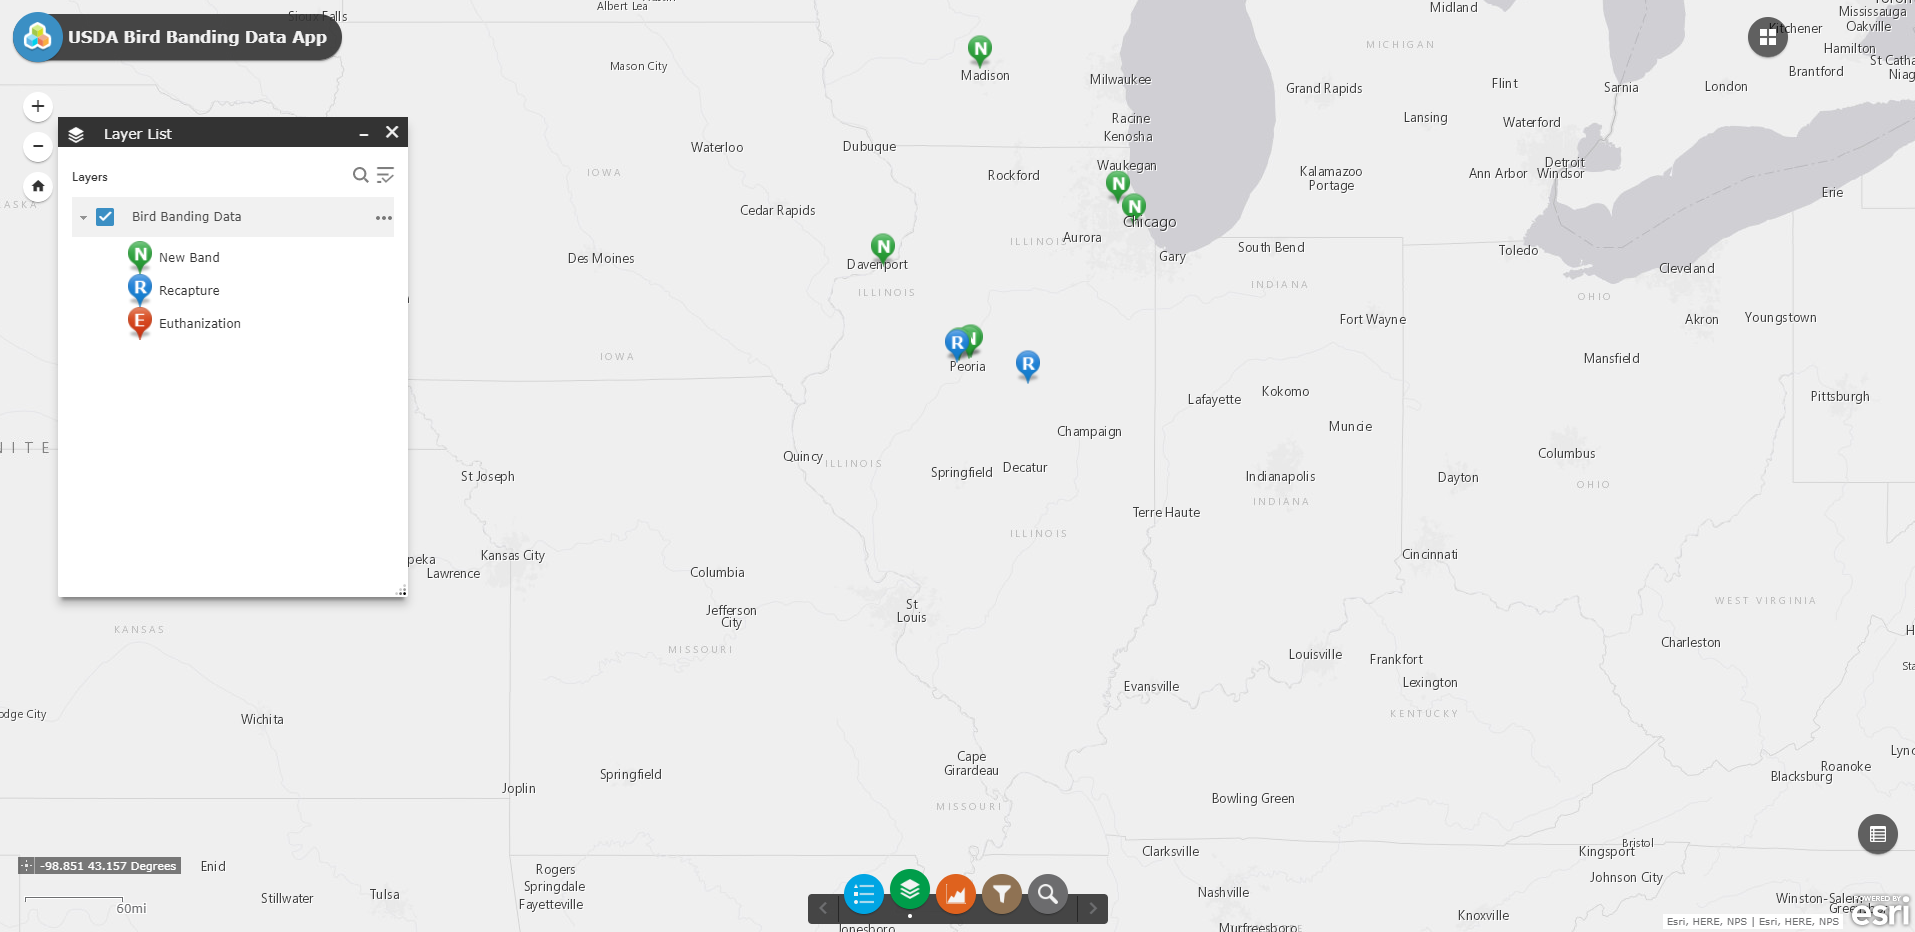 Sioux Falls
Albert Lea
Midland
Toron
Mississauga
Oakville
Kitchener
Hamilton
St Catha
Niag
Brantford
USDA Bird Banding Data App
MICHIGAN
N
Madison
Mason City
Milwaukee
Grand Rapids
Flint
Sarnia
London
+
Racine
Kenosha
Lansing
Waterford
Layer List
Waterloo
Dubuque
−
Waukegan
Detroit
Windsor
Ann Arbor
Layers
IOWA
Rockford
Kalamazoo
Portage
Erie
ASKA
N
N
Cedar Rapids
Bird Banding Data
Chicago
Aurora
ILLINOIS
N
South Bend
Toledo
N New Band
Des Moines
Davenport
Gary
Cleveland
R Recapture
ILLINOIS
INDIANA
OHIO
E Euthanization
Fort Wayne
Akron
Youngstown
R
N
IOWA
Peoria
R
Mansfield
Lafayette
Kokomo
Pittsburgh
Champaign
Muncie
NITE
Quincy
ILLINOIS
Springfield
Decatur
Columbus
St Joseph
Indianapolis
Dayton
OHIO
INDIANA
Terre Haute
ILLINOIS
peka
Lawrence
Kansas City
Cincinnati
Columbia
WEST VIRGINIA
Jefferson
City
St
Louis
KANSAS
MISSOURI
Charleston
H
Louisville
Frankfort
Sta
Evansville
Lexington
odge City
Wichita
KENTUCKY
Lync
Cape
Girardeau
Roanoke
Blacksburg
Springfield
Joplin
MISSOURI
Bowling Green
Bristol
Kingsport
Clarksville
-98.851 43.157 Degrees
Enid
Rogers
Springdale
Fayetteville
Johnson City
Stillwater
Tulsa
Nashville
Winston-Salem
Greens
60mi
Knoxville
Jonesboro
Murfreesboro
Esri, HERE, NPS | Esri, HERE, NPS
POWERED BY
esri